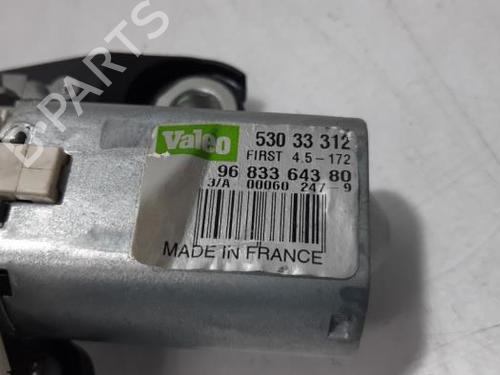 B-PARTS
Valeo 530 33 312
FIRST 4.5-172
96 833 643 80
3/A 00060 247-9
MADE IN FRANCE